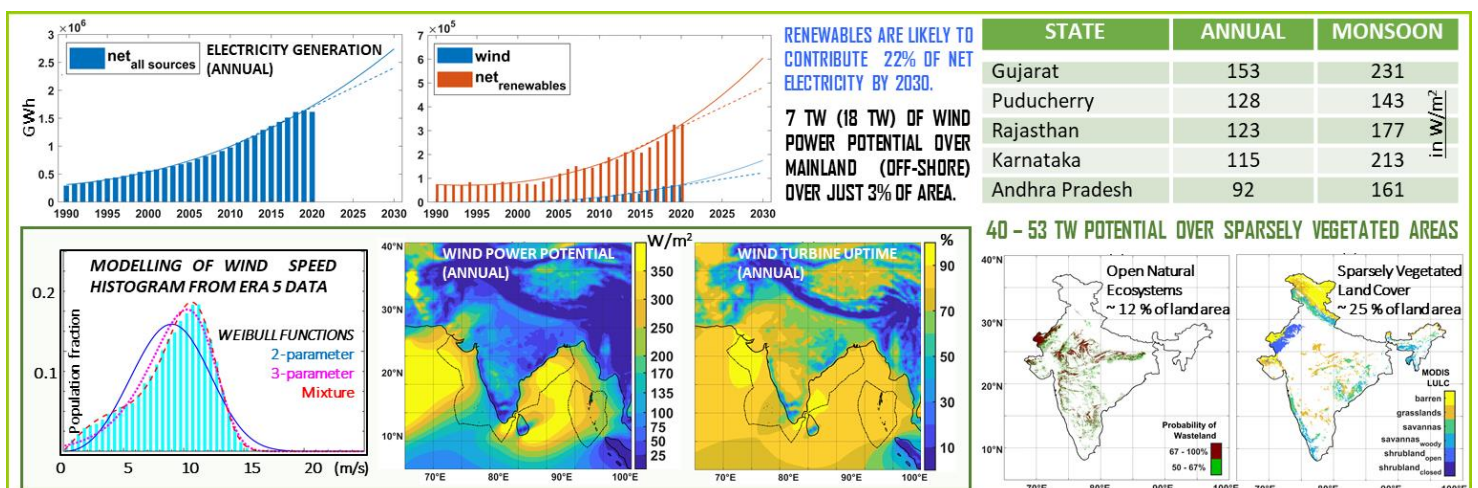 ×10⁶
3
2.5
2
1.5
1
0.5
0
GWh
net all sources
ELECTRICITY GENERATION
(ANNUAL)
1990 1995 2000 2005 2010 2015 2020 2025 2030
×10⁵
7
6
5
4
3
2
1
0
wind
net renewables
1990 2000 2010 2020 2030
RENEWABLES ARE LIKELY TO
CONTRIBUTE 22% OF NET
ELECTRICITY BY 2030.
7 TW (18 TW) OF WIND
POWER POTENTIAL OVER
MAINLAND (OFF-SHORE)
OVER JUST 3% OF AREA.
STATE ANNUAL MONSOON
Gujarat 153 231
Puducherry 128 143
Rajasthan 123 177
Karnataka 115 213
Andhra Pradesh 92 161
in W/m²
MODELLING OF WIND SPEED
HISTOGRAM FROM ERA 5 DATA
WEIBULL FUNCTIONS
2-parameter
3-parameter
Mixture
Population fraction
0.2
0.1
0 5 10 15 20 (m/s)
WIND POWER POTENTIAL
(ANNUAL)
W/m²
40°N
30°N
20°N
10°N
70°E 80°E 90°E 100°E
350
300
250
200
170
135
100
75
50
25
WIND TURBINE UPTIME
(ANNUAL)
%
70°E 80°E 90°E 100°E
90
70
50
30
10
40 – 53 TW POTENTIAL OVER SPARSELY VEGETATED AREAS
40°N
30°N
20°N
10°N
Open Natural
Ecosystems
~ 12 % of land area
Probability of
Wasteland
67 - 100%
50 - 67%
70°E 80°E 90°E 100°E
Sparsely Vegetated
Land Cover
~ 25 % of land area
MODIS
LULC
barren
grasslands
savannas
savannas woody
shrubland open
shrubland closed
70°E 80°E 90°E 100°E